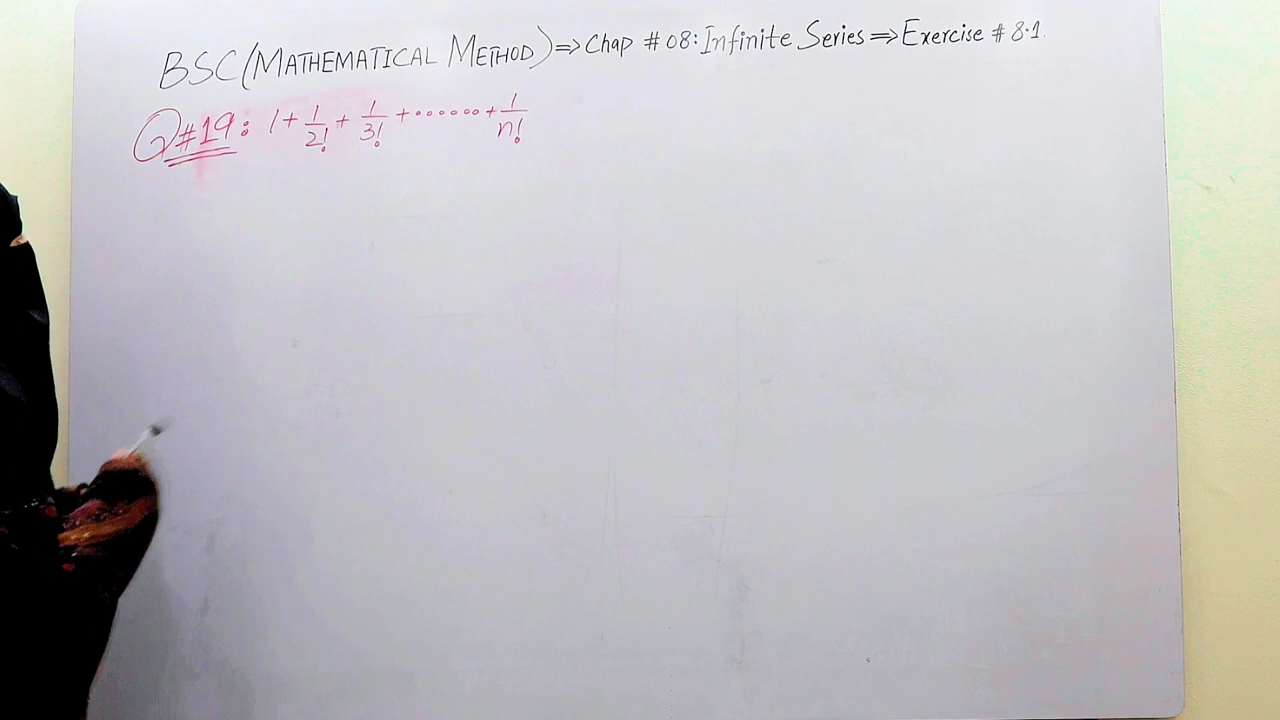 BSC(MATHEMATICAL METHOD)⇒Chap # 08:Infinite Series⇒Exercise # 8.1.
Q#19: 1+1/2!+1/3!+.......+1/n!